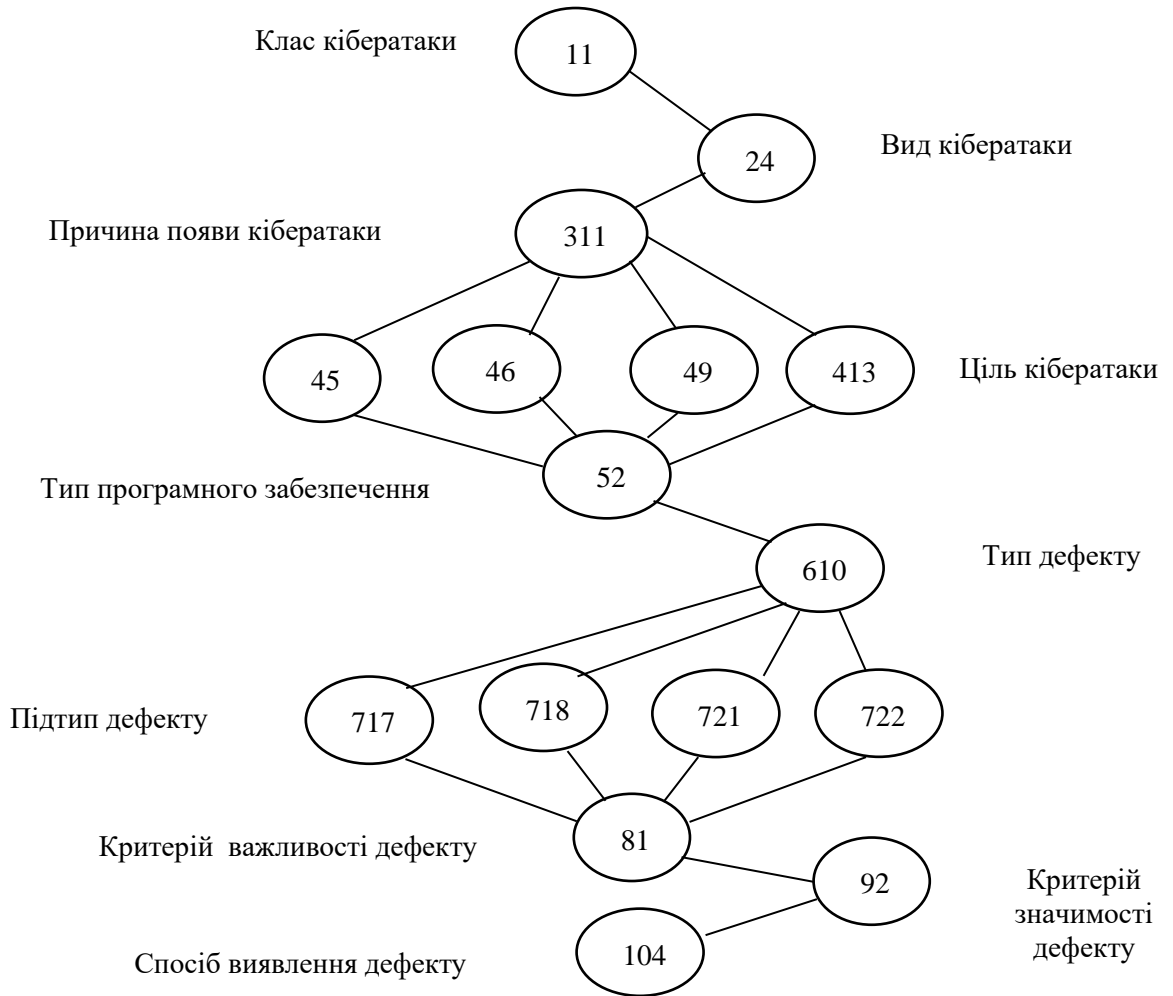 Клас кібератаки
11
24
Вид кібератаки
Причина появи кібератаки
311
45
46
49
413
Ціль кібератаки
Тип програмного забезпечення
52
610
Тип дефекту
Підтип дефекту
717
718
721
722
Критерій важливості дефекту
81
92
Критерій
значимості
дефекту
Спосіб виявлення дефекту
104